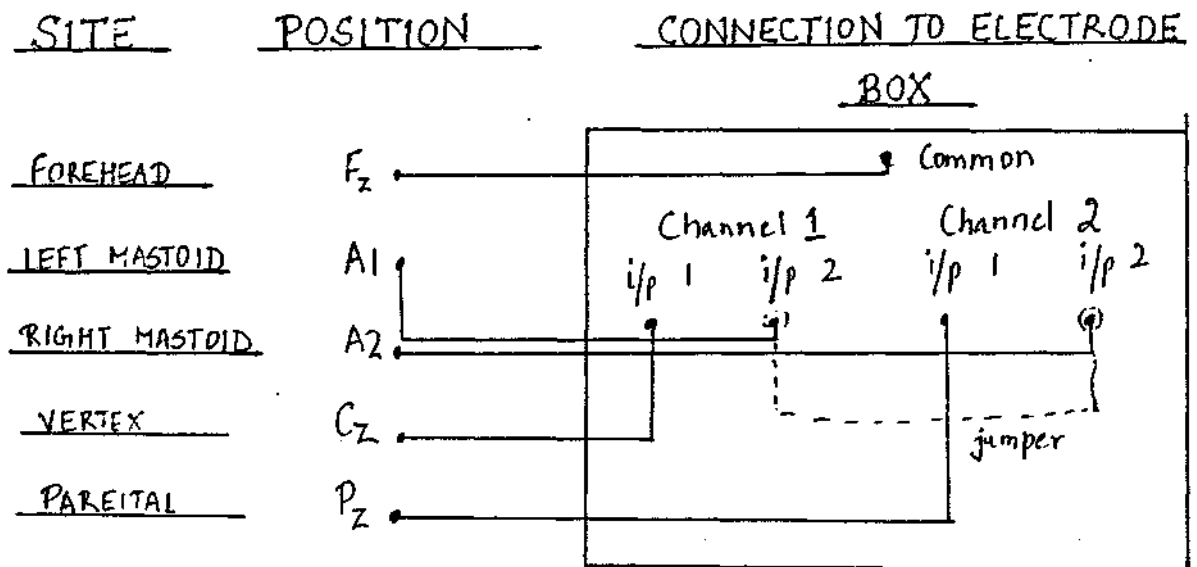 SITE POSITION CONNECTION TO ELECTRODE
BOX
FOREHEAD Fz Common
Channel 1 Channel 2
LEFT MASTOID A1 i/p 1 i/p 2 i/p 1 i/p 2
RIGHT MASTOID A2
VERTEX Cz jumper
PAREITAL Pz